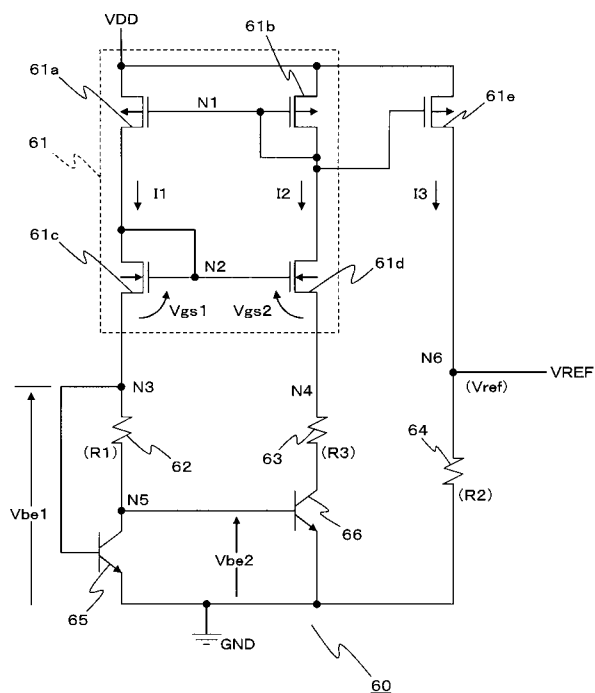 VDD
61b
61a
N1
61e
61
I1
I2
I3
61c
N2
61d
Vgs1
Vgs2
N3
N4
N6
VREF
(Vref)
64
(R1)
62
63
(R3)
(R2)
Vbe1
N5
66
Vbe2
65
GND
60